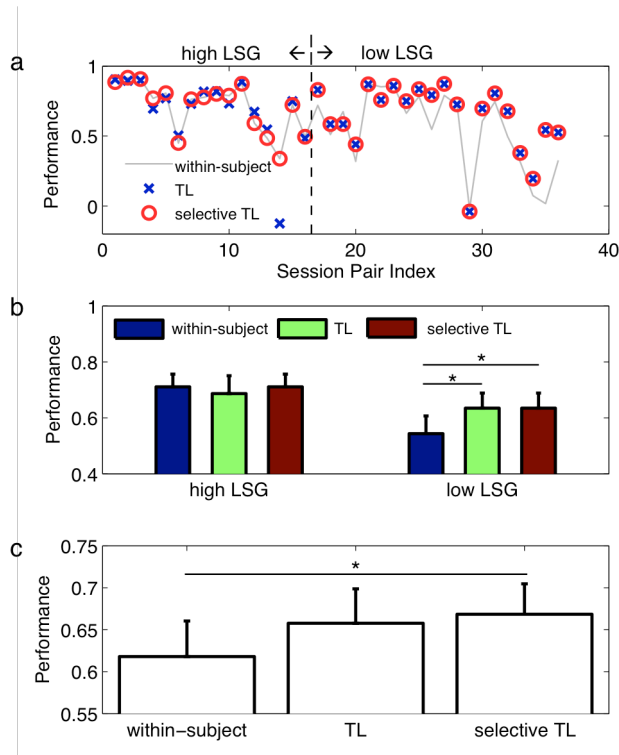 a
high LSG ← → low LSG
1
0.5
0
Performance
within-subject
TL
selective TL
0 10 20 30 40
Session Pair Index
b
1
0.8
0.6
0.4
Performance
within-subject TL selective TL
*
*
high LSG low LSG
c
0.75
0.7
0.65
0.6
0.55
Performance
*
within-subject TL selective TL